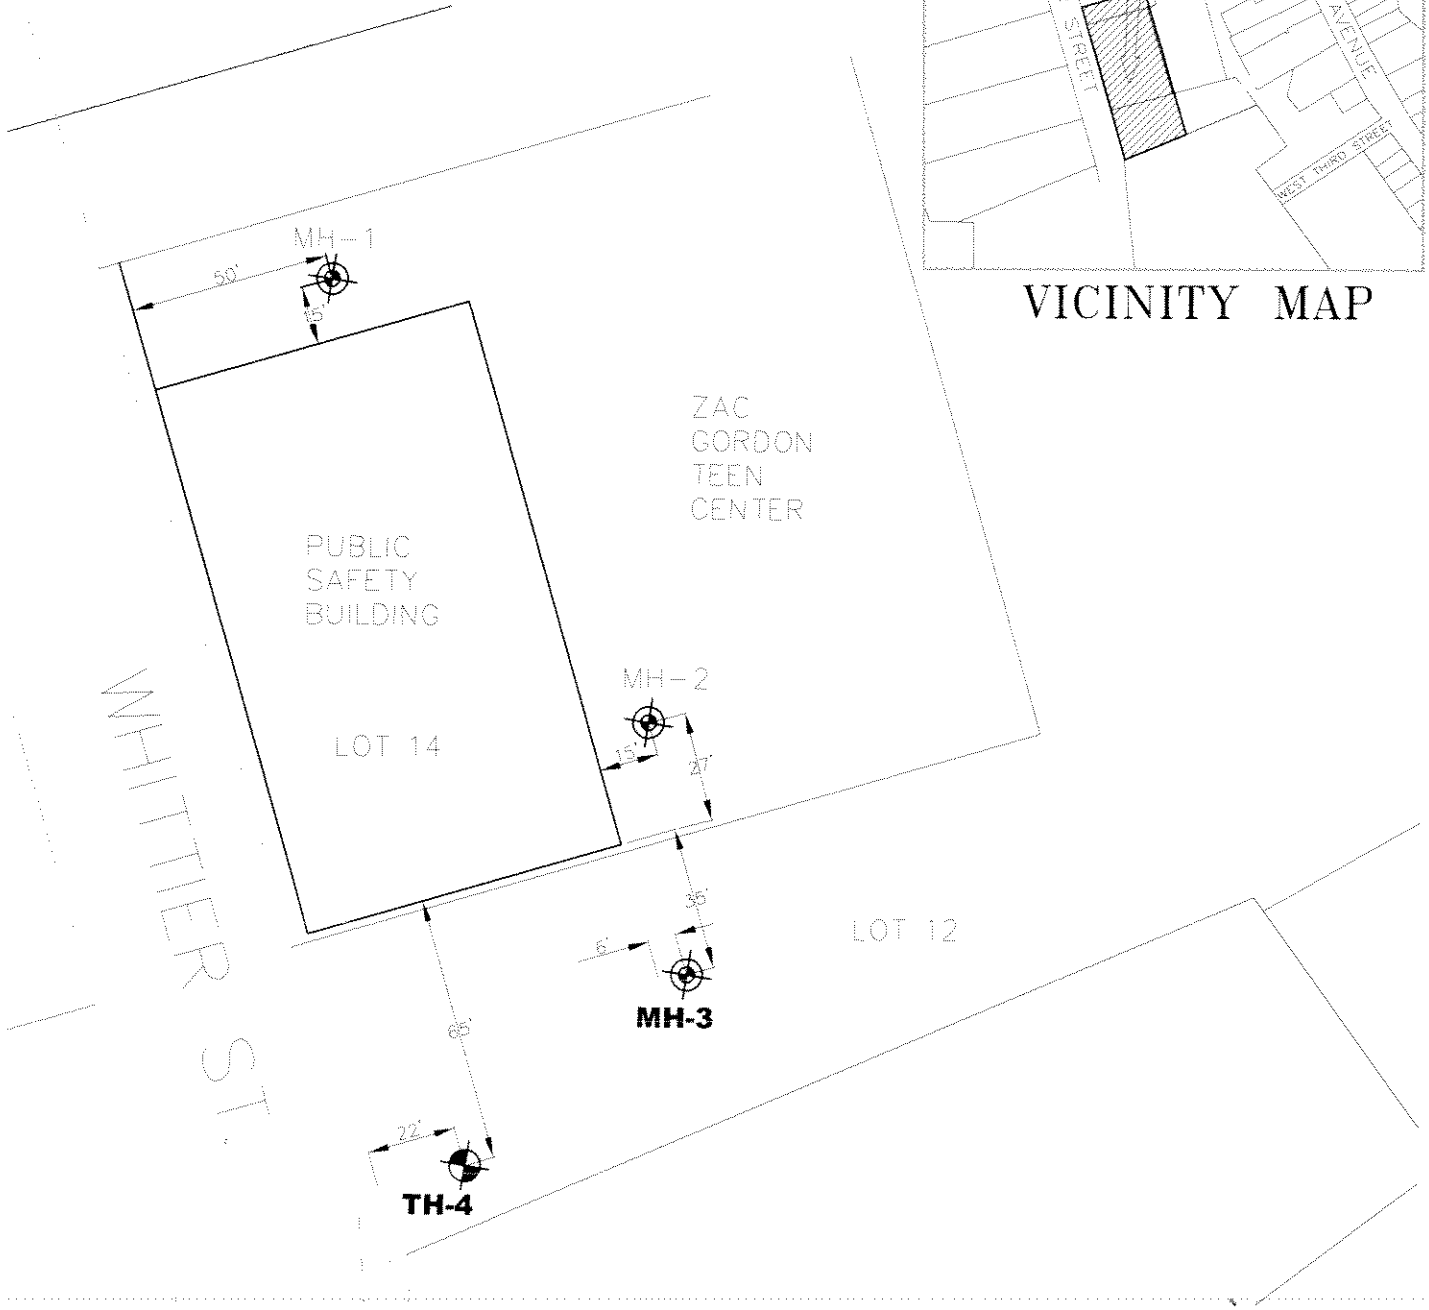 STREET
AVENUE
WEST THIRD STREET
VICINITY MAP
MH-1
50'
15'
ZAC
GORDON
TEEN
CENTER
PUBLIC
SAFETY
BUILDING
LOT 14
MH-2
15'
27'
WHITTIER ST.
35'
6'
LOT 12
MH-3
65'
22'
TH-4